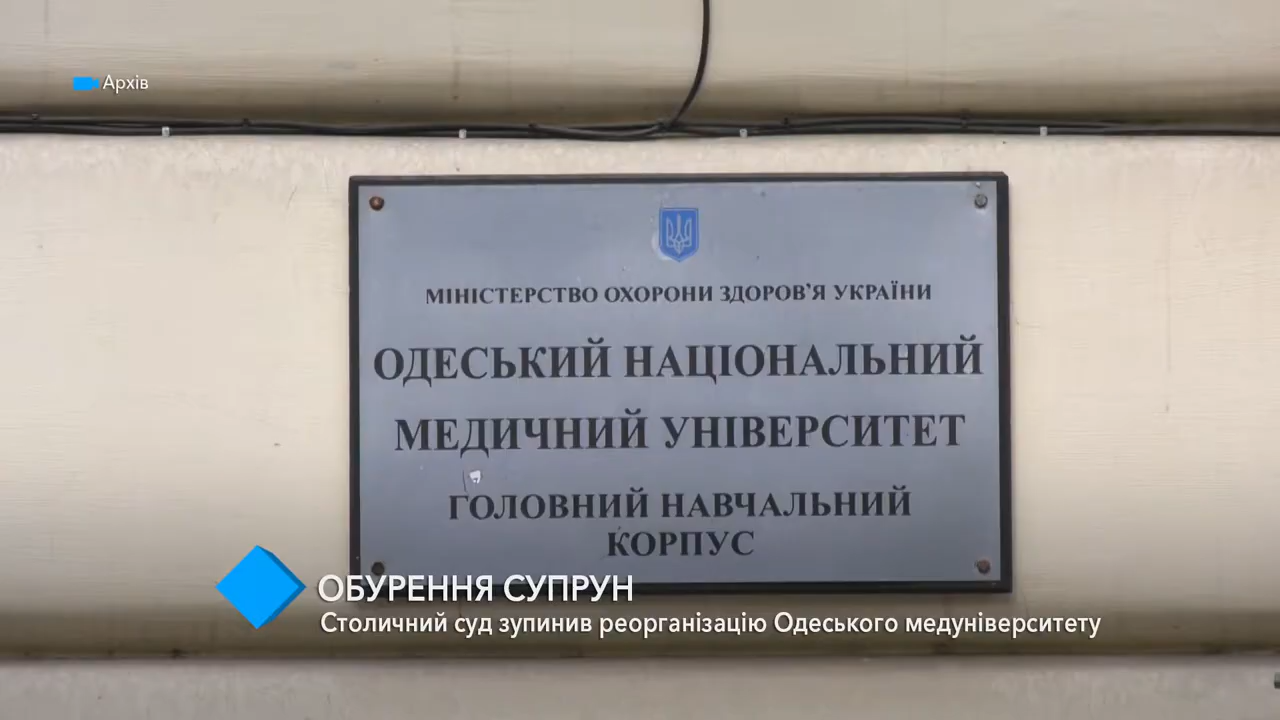 Архів
МІНІСТЕРСТВО ОХОРОНИ ЗДОРОВ'Я УКРАЇНИ
ОДЕСЬКИЙ НАЦІОНАЛЬНИЙ
МЕДИЧНИЙ УНІВЕРСИТЕТ
ГОЛОВНИЙ НАВЧАЛЬНИЙ
КОРПУС
ОБУРЕННЯ СУПРУН
Столичний суд зупинив реорганізацію Одеського медуніверситету